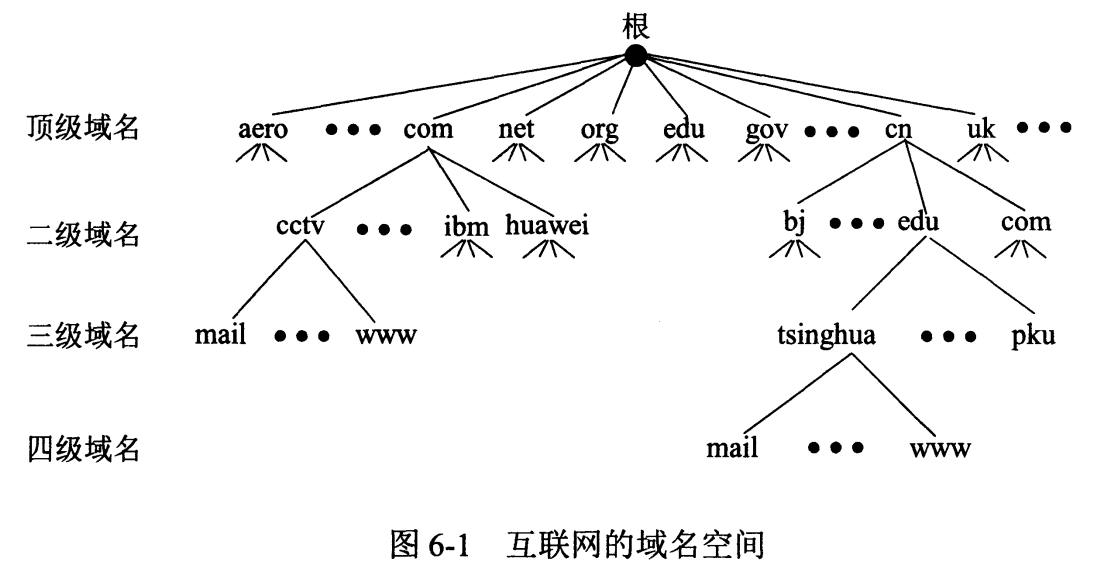 根
顶级域名 aero ••• com net org edu gov ••• cn uk •••
二级域名 cctv ••• ibm huawei bj ••• edu com
三级域名 mail ••• www tsinghua ••• pku
四级域名 mail ••• www
图 6-1 互联网的域名空间